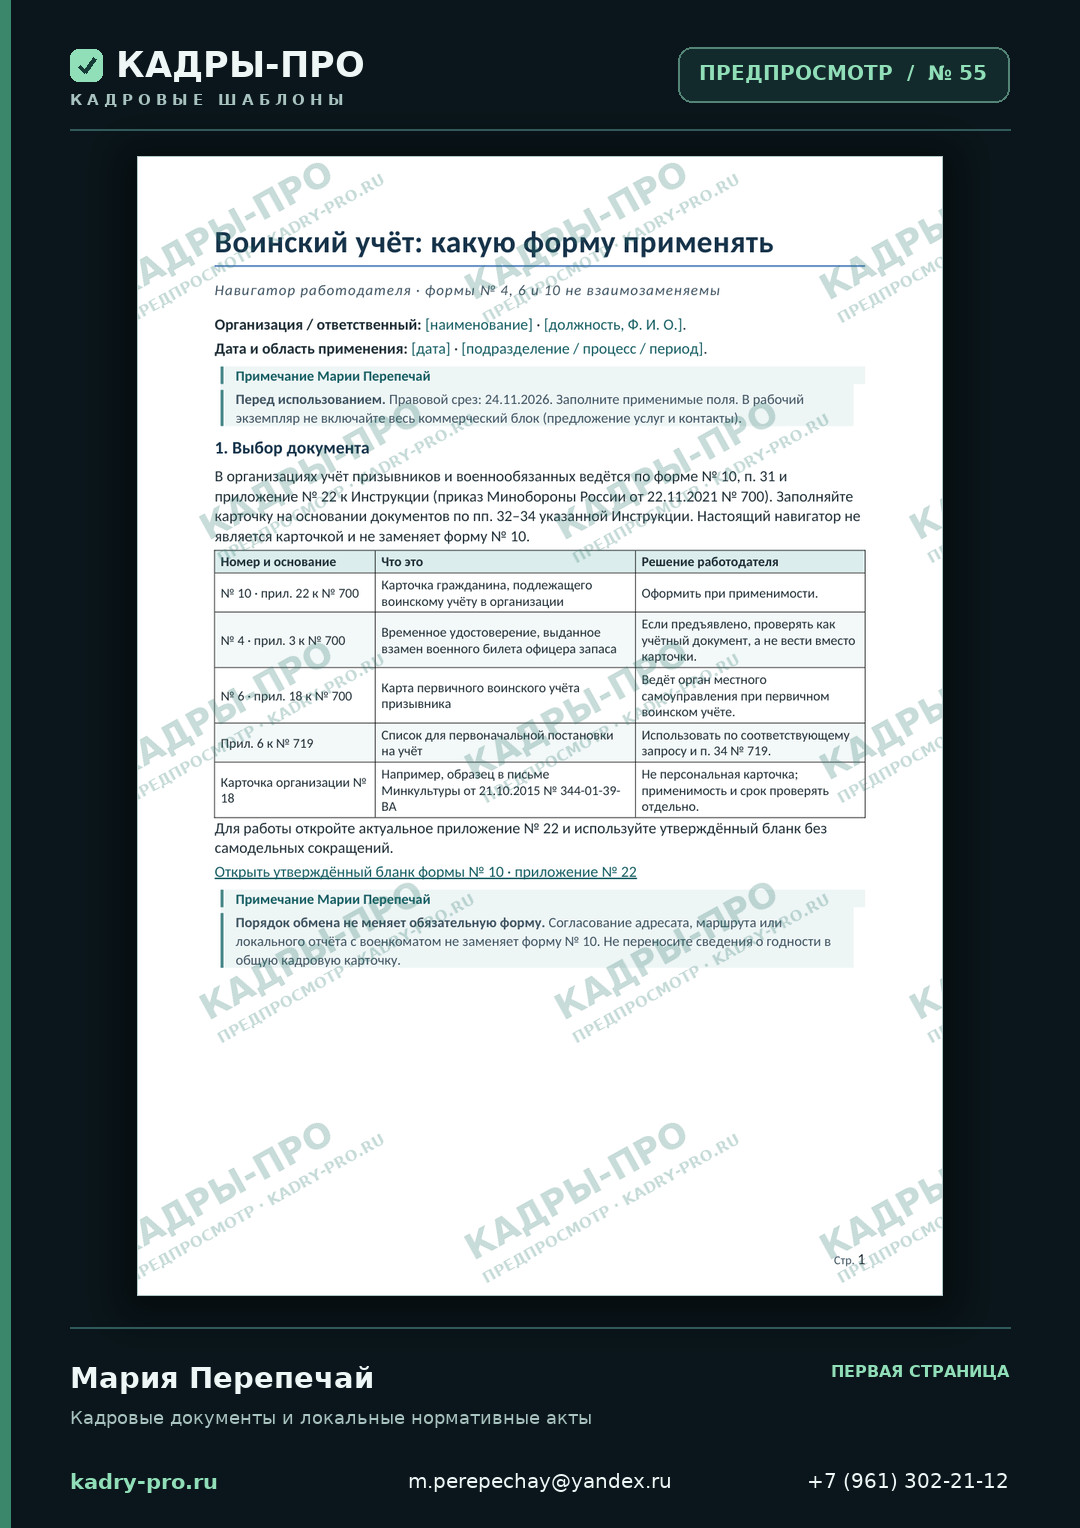 КАДРЫ-ПРО
КАДРОВЫЕ ШАБЛОНЫ
ПРЕДПРОСМОТР / № 55
Воинский учёт: какую форму применять
Навигатор работодателя · формы № 4, 6 и 10 не взаимозаменяемы
Организация / ответственный: [наименование] · [должность, Ф. И. О.].
Дата и область применения: [дата] · [подразделение / процесс / период].
Примечание Марии Перепечай
Перед использованием. Правовой срез: 24.11.2026. Заполните применимые поля. В рабочий
экземпляр не включайте весь коммерческий блок (предложение услуг и контакты).
1. Выбор документа
В организациях учёт призывников и военнообязанных ведётся по форме № 10, п. 31 и
приложение № 22 к Инструкции (приказ Минобороны России от 22.11.2021 № 700). Заполняйте
карточку на основании документов по пп. 32–34 указанной Инструкции. Настоящий навигатор не
является карточкой и не заменяет форму № 10.
Номер и основание
Что это
Решение работодателя
№ 10 · прил. 22 к № 700
Карточка гражданина, подлежащего
воинскому учёту в организации
Оформить при применимости.
№ 4 · прил. 3 к № 700
Временное удостоверение, выданное
взамен военного билета офицера запаса
Если предъявлено, проверять как
учётный документ, а не вести вместо
карточки.
№ 6 · прил. 18 к № 700
Карта первичного воинского учёта
призывника
Ведёт орган местного
самоуправления при первичном
воинском учёте.
Прил. 6 к № 719
Список для первоначальной постановки
на учёт
Использовать по соответствующему
запросу и п. 34 № 719.
Карточка организации №
18
Например, образец в письме
Минкультуры от 21.10.2015 № 344-01-39-
ВА
Не персональная карточка;
применимость и срок проверять
отдельно.
Для работы откройте актуальное приложение № 22 и используйте утверждённый бланк без
самодельных сокращений.
Открыть утверждённый бланк формы № 10 · приложение № 22
Примечание Марии Перепечай
Порядок обмена не меняет обязательную форму. Согласование адресата, маршрута или
локального отчёта с военкоматом не заменяет форму № 10. Не переносите сведения о годности в
общую кадровую карточку.
КАДРЫ-ПРО
ПРЕДПРОСМОТР · KADRY-PRO.RU
Стр. 1
Мария Перепечай
ПЕРВАЯ СТРАНИЦА
Кадровые документы и локальные нормативные акты
kadry-pro.ru
m.perepechay@yandex.ru
+7 (961) 302-21-12